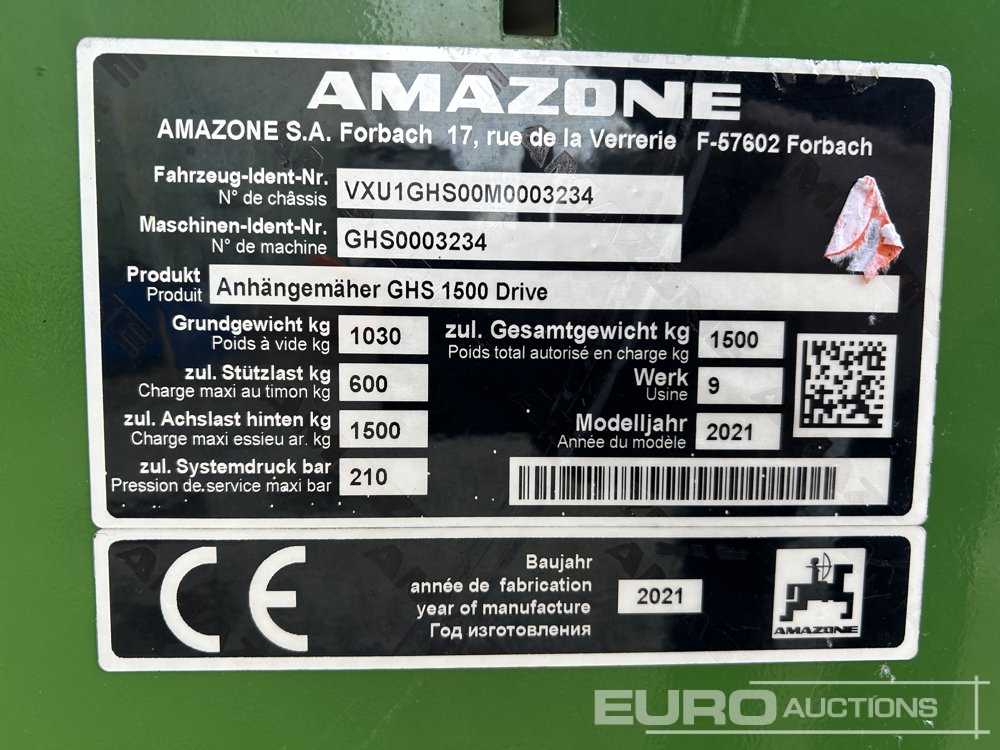 AMAZONE
AMAZONE S.A. Forbach 17, rue de la Verrerie F-57602 Forbach
Fahrzeug-Ident-Nr.
N° de châssis
VXU1GHS00M0003234
Maschinen-Ident-Nr.
N° de machine
GHS0003234
Produkt
Produit
Anhängemäher GHS 1500 Drive
Grundgewicht kg
Poids à vide kg
1030
zul. Gesamtgewicht kg
Poids total autorisé en charge kg
1500
zul. Stützlast kg
Charge maxi au timon kg
600
Werk
Usine
9
zul. Achslast hinten kg
Charge maxi essieu ar. kg
1500
Modelljahr
Année du modèle
2021
zul. Systemdruck bar
Pression de service maxi bar
210
CE
Baujahr
année de fabrication
year of manufacture
Год изготовления
2021
AMAZONE
EURO AUCTIONS